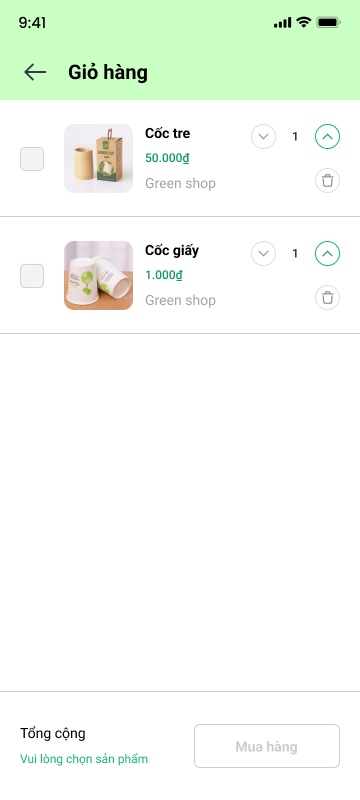 9:41
Giỏ hàng
Cốc tre
1
50.000₫
Green shop
Cốc giấy
1
1.000₫
Green shop
Tổng cộng
Vui lòng chọn sản phẩm
Mua hàng